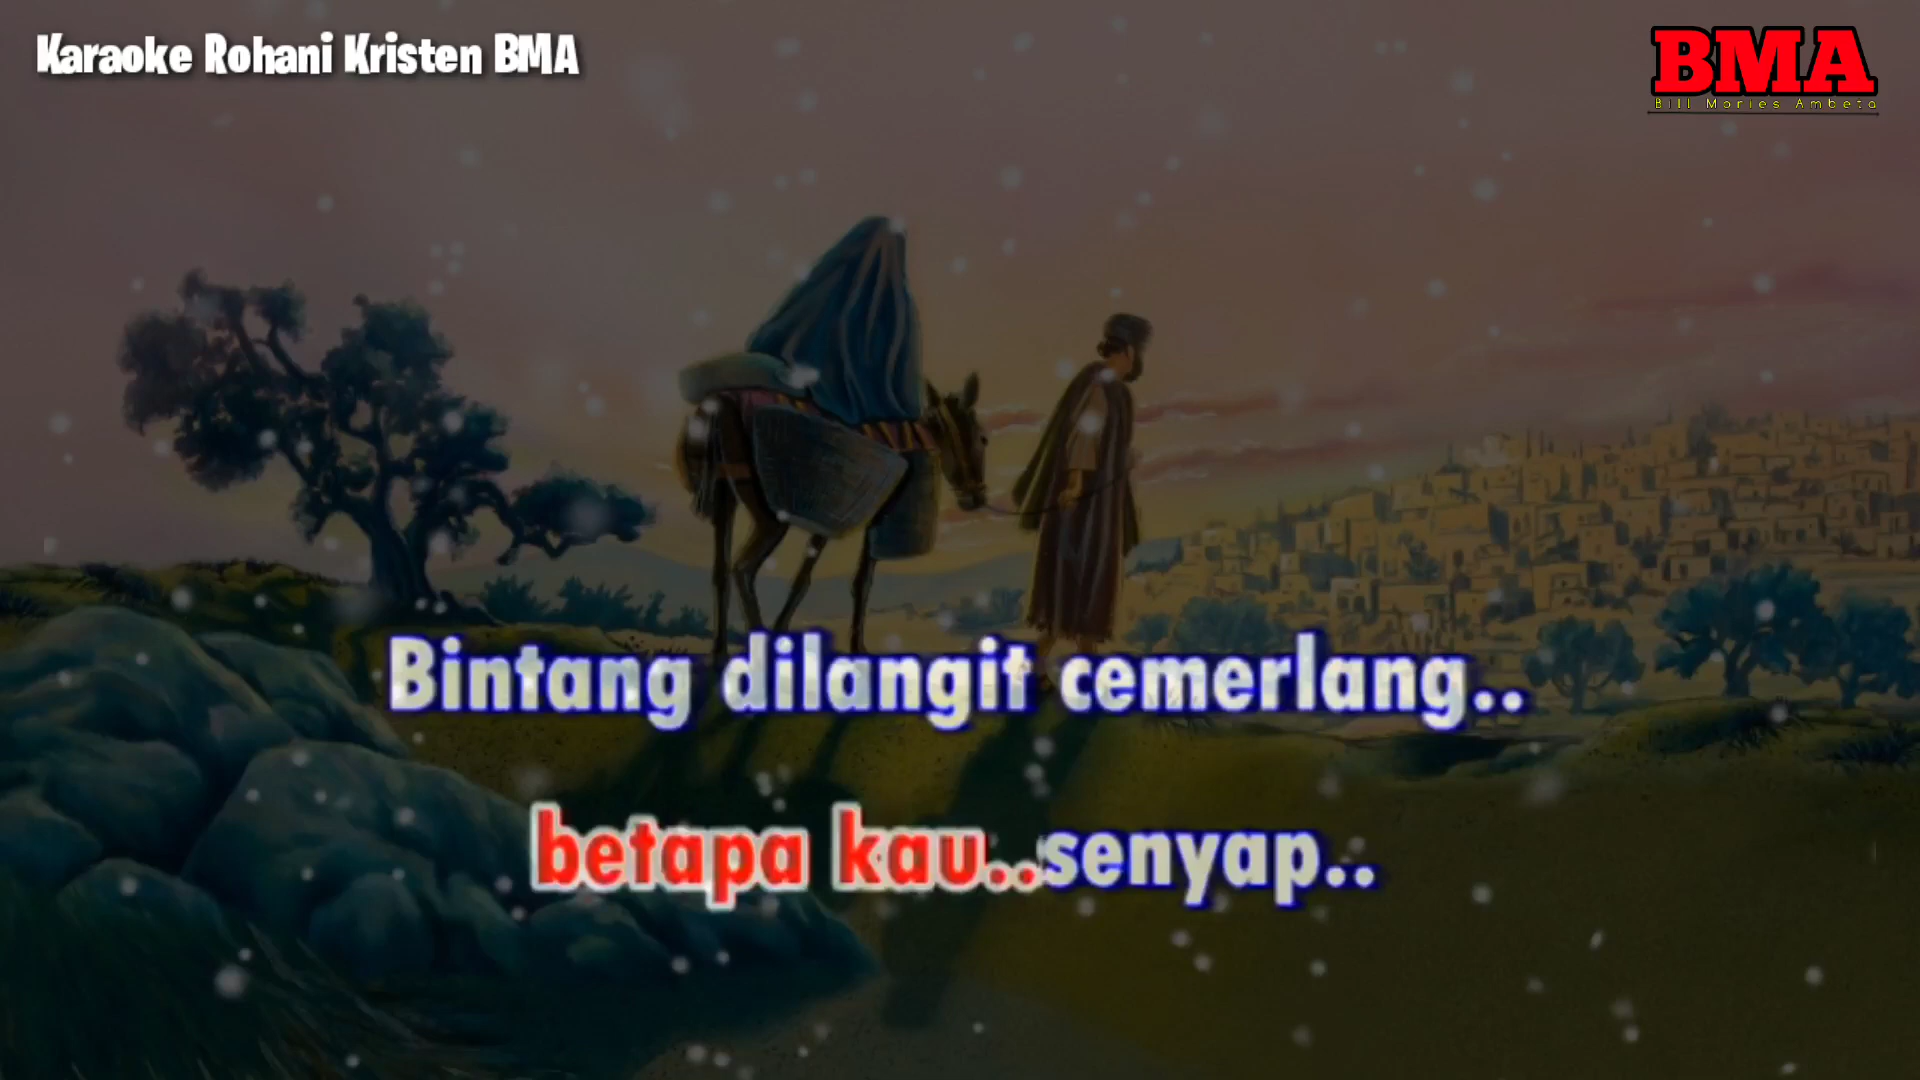 Karaoke Rohani Kristen BMA
BMA
Bill Mories Ambeta
Bintang dilangit cemerlang..
betapa kau..senyap..